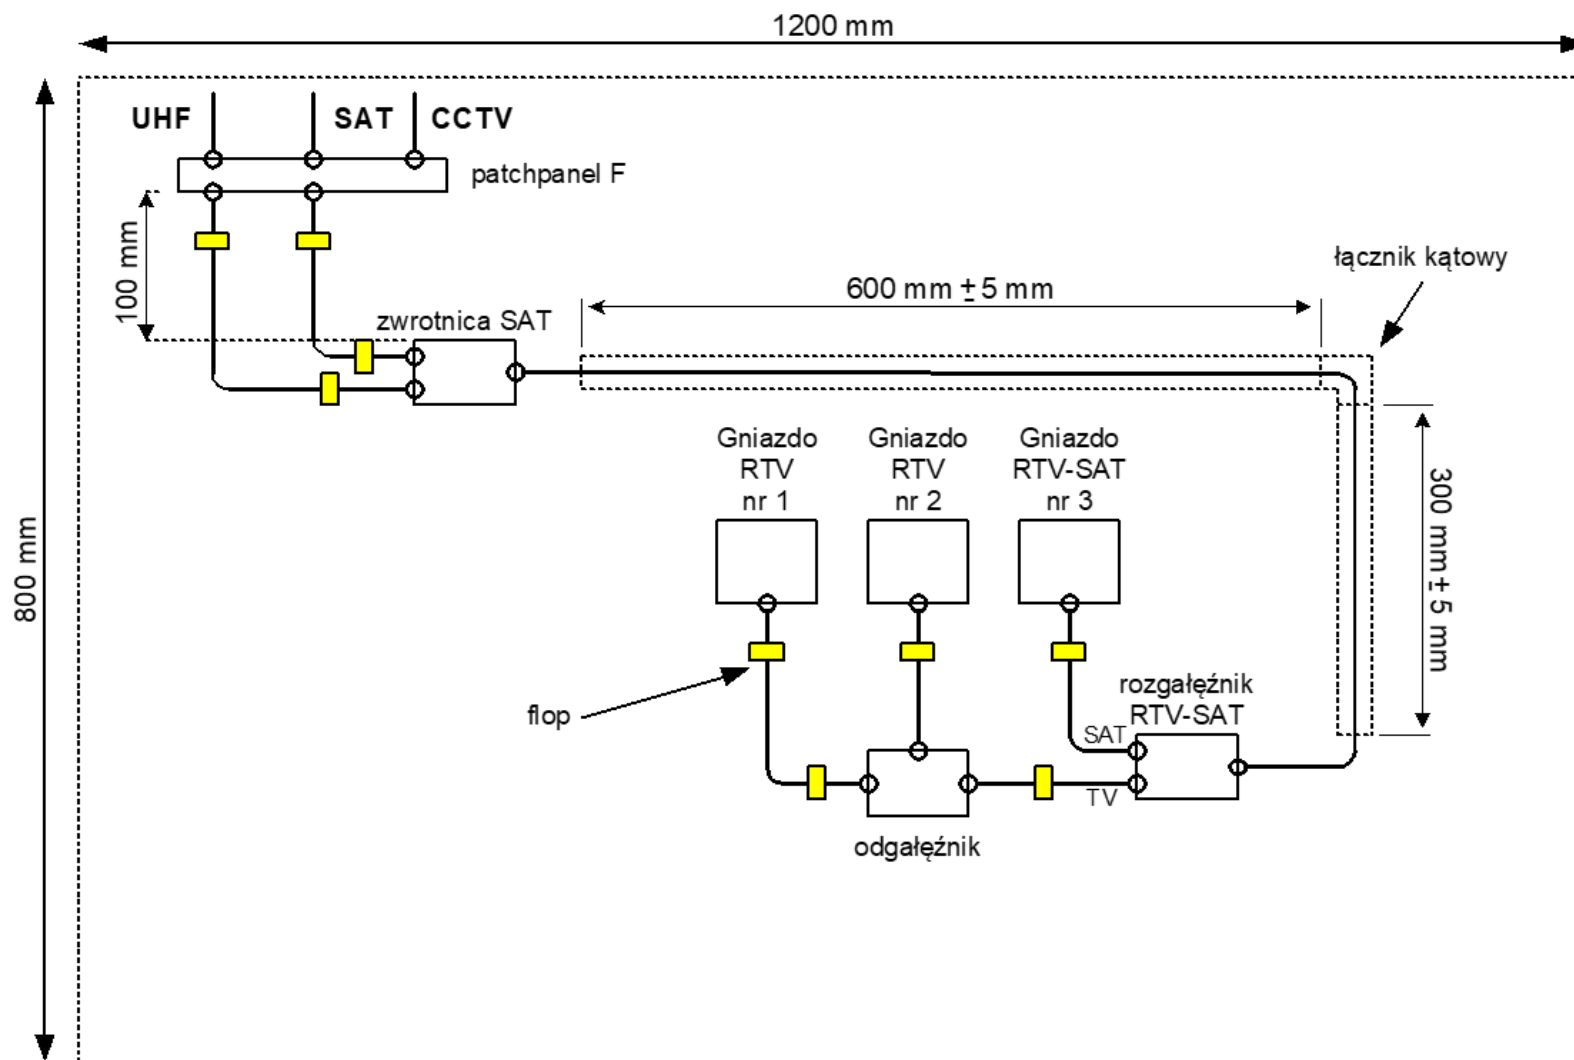 1200 mm
UHF SAT CCTV
patchpanel F
100 mm
łącznik kątowy
600 mm ± 5 mm
zwrotnica SAT
Gniazdo
RTV
nr 1
Gniazdo
RTV
nr 2
Gniazdo
RTV-SAT
nr 3
300 mm ± 5 mm
800 mm
rozgałęźnik
RTV-SAT
flop
SAT
TV
odgałęźnik